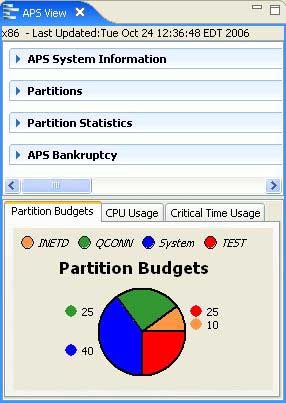 APS View
x86 - Last Updated:Tue Oct 24 12:36:48 EDT 2006
APS System Information
Partitions
Partition Statistics
APS Bankruptcy
Partition Budgets CPU Usage Critical Time Usage
INETD QCONN System TEST
Partition Budgets
25 25
10
40